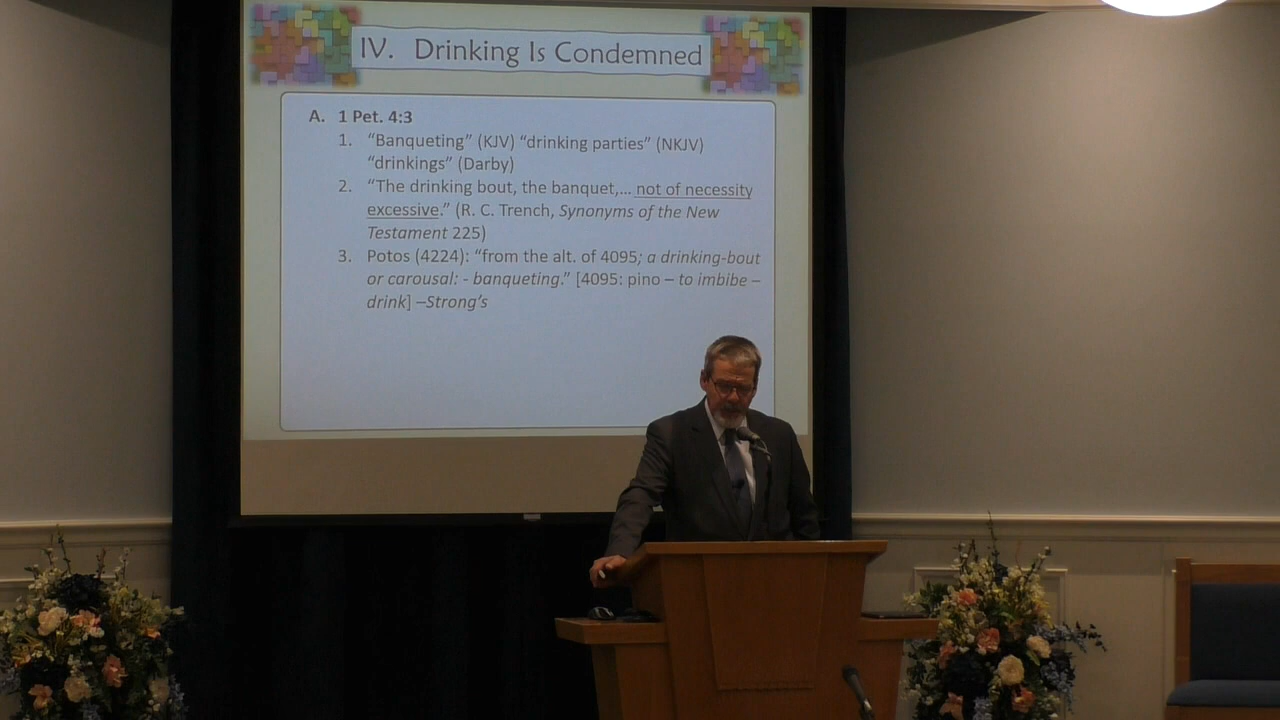 IV. Drinking Is Condemned
A. 1 Pet. 4:3
1. “Banqueting” (KJV) “drinking parties” (NKJV)
“drinkings” (Darby)
2. “The drinking bout, the banquet,... not of necessity
excessive.” (R. C. Trench, Synonyms of the New
Testament 225)
3. Potos (4224): “from the alt. of 4095; a drinking-bout
or carousal: - banqueting.” [4095: pino – to imbibe –
drink] –Strong’s